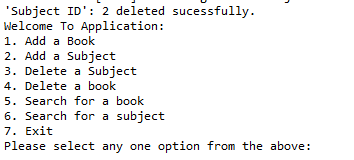 'Subject ID': 2 deleted sucessfully.
Welcome To Application:
1. Add a Book
2. Add a Subject
3. Delete a Subject
4. Delete a book
5. Search for a book
6. Search for a subject
7. Exit
Please select any one option from the above: